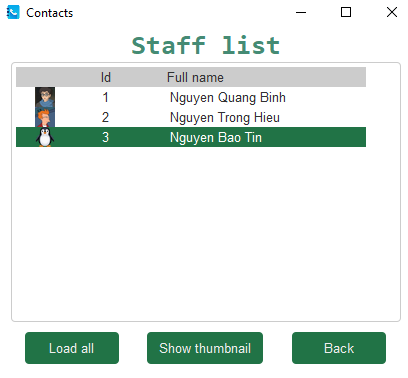 Contacts
Staff list
Id Full name
1 Nguyen Quang Binh
2 Nguyen Trong Hieu
3 Nguyen Bao Tin
Load all Show thumbnail Back